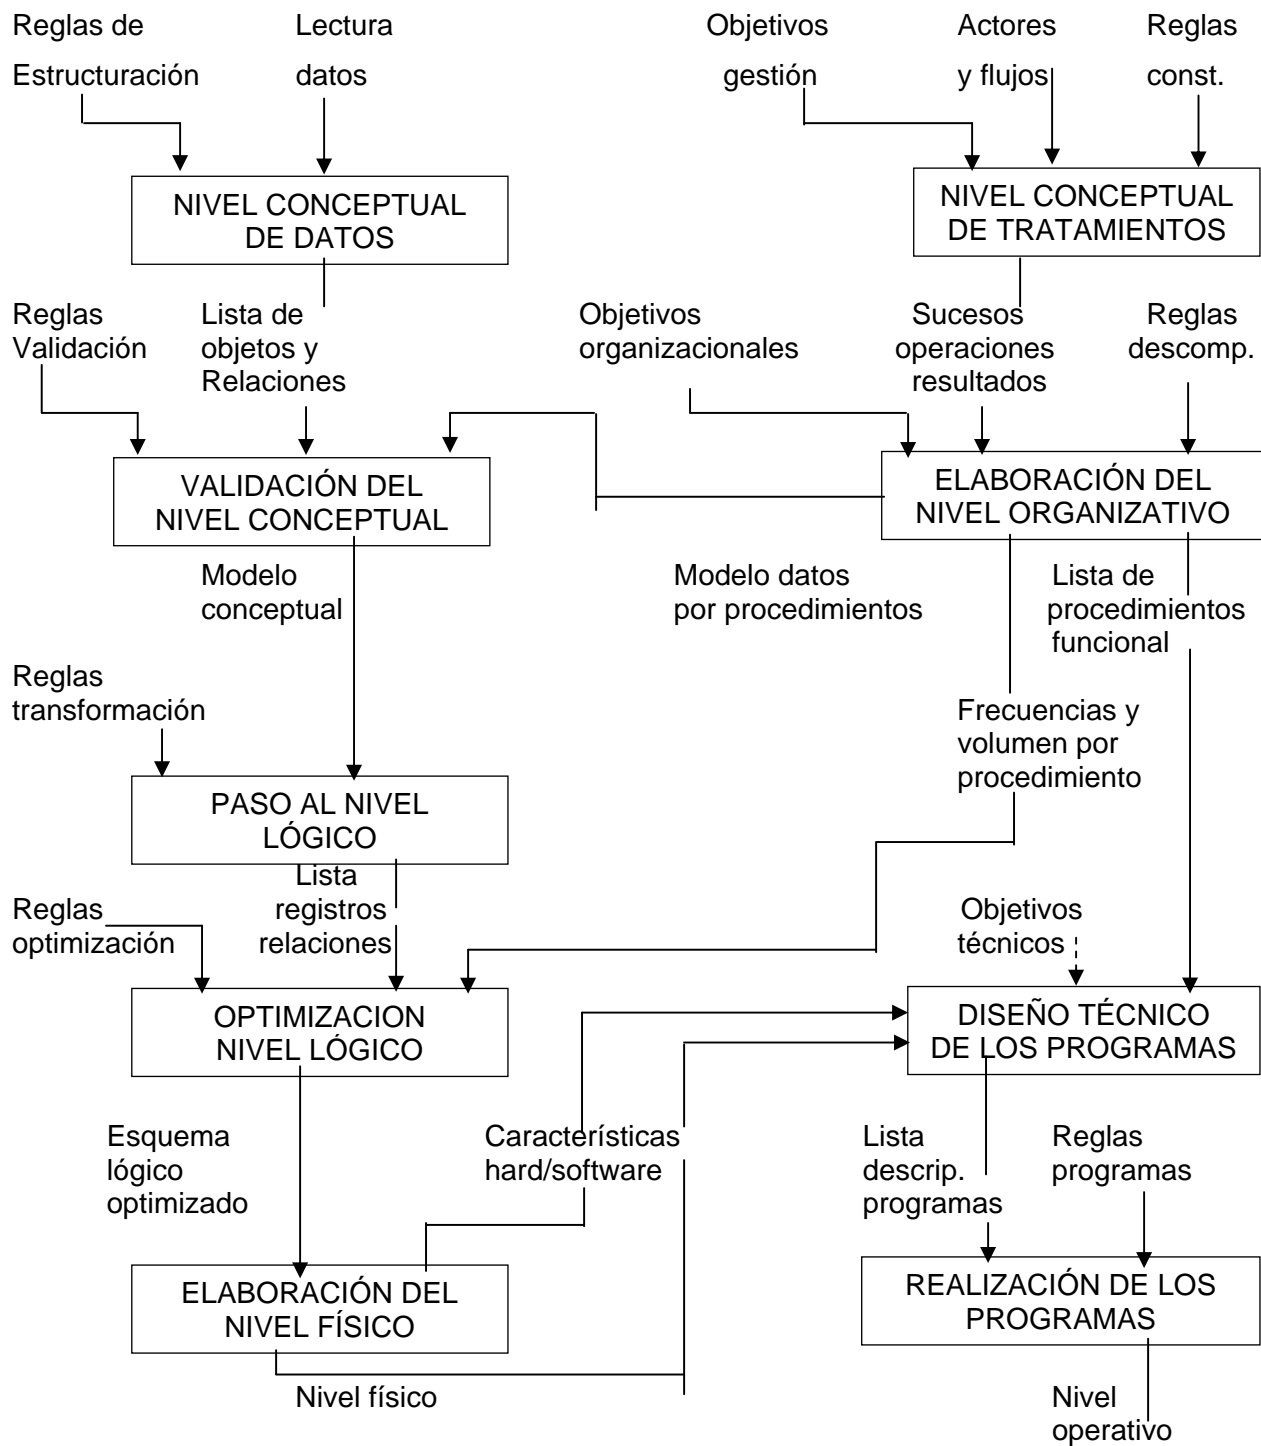 Reglas de
Estructuración
Lectura
datos
Objetivos
gestión
Actores
y flujos
Reglas
const.
NIVEL CONCEPTUAL
DE DATOS
NIVEL CONCEPTUAL
DE TRATAMIENTOS
Reglas
Validación
Lista de
objetos y
Relaciones
Objetivos
organizacionales
Sucesos
operaciones
resultados
Reglas
descomp.
VALIDACIÓN DEL
NIVEL CONCEPTUAL
ELABORACIÓN DEL
NIVEL ORGANIZATIVO
Modelo
conceptual
Modelo datos
por procedimientos
Lista de
procedimientos
funcional
Reglas
transformación
Frecuencias y
volumen por
procedimiento
PASO AL NIVEL
LÓGICO
Lista
registros
relaciones
Reglas
optimización
Objetivos
técnicos
OPTIMIZACION
NIVEL LÓGICO
DISEÑO TÉCNICO
DE LOS PROGRAMAS
Esquema
lógico
optimizado
Características
hard/software
Lista
descrip.
programas
Reglas
programas
ELABORACIÓN DEL
NIVEL FÍSICO
REALIZACIÓN DE LOS
PROGRAMAS
Nivel físico
Nivel
operativo